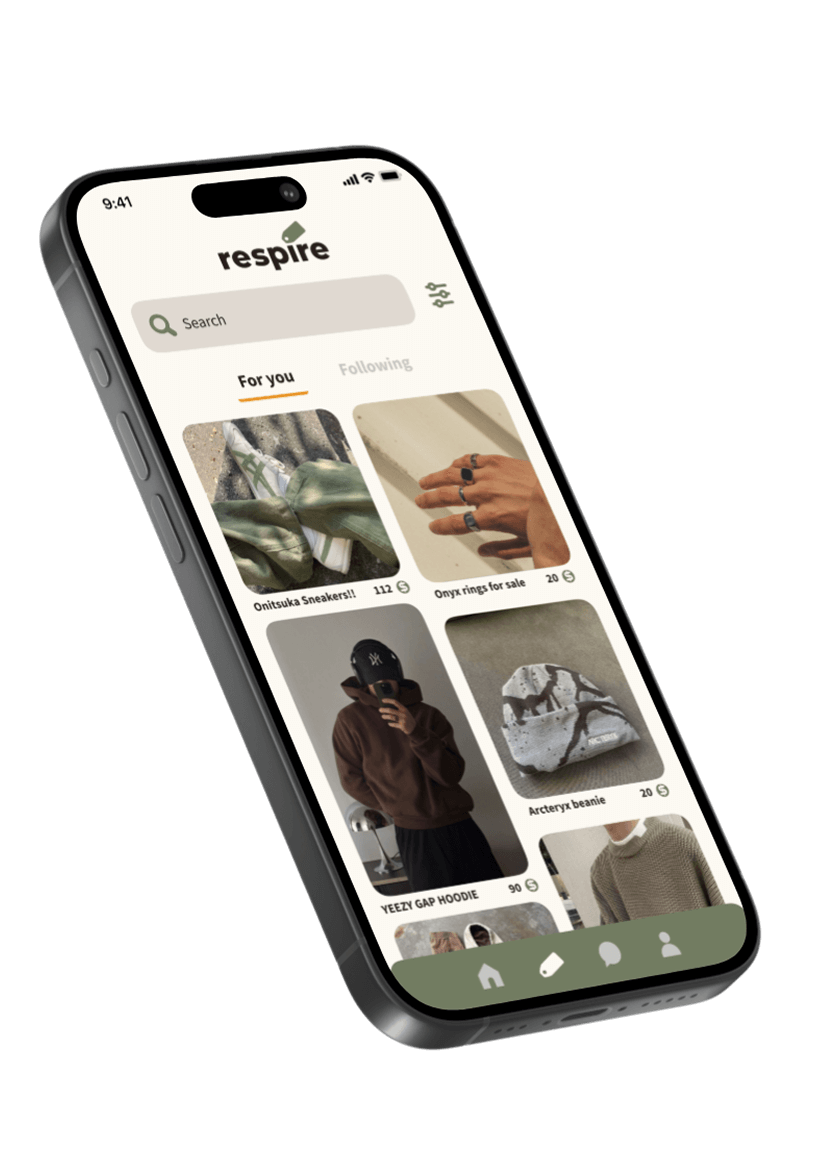 9:41
respire
Search
For you
Following
Onitsuka Sneakers!! 112
Onyx rings for sale 20
YEEZY GAP HOODIE 90
Arcteryx beanie 20